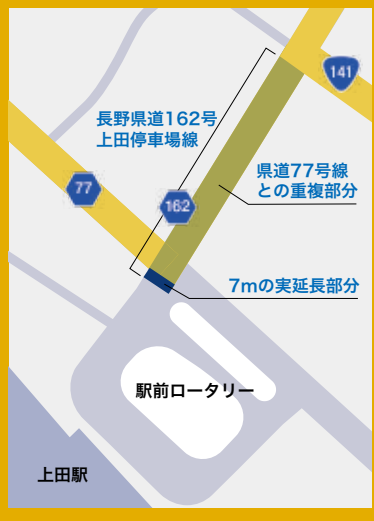 141
長野県道162号
上田停車場線
県道77号線
との重複部分
77
162
7mの実延長部分
駅前ロータリー
上田駅